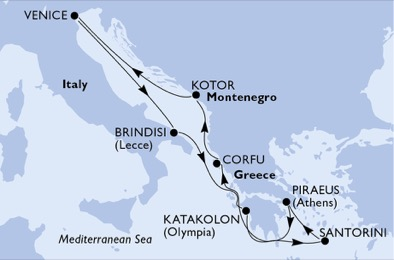 VENICE
Italy
KOTOR
Montenegro
BRINDISI
(Lecce)
CORFU
Greece
PIRAEUS
(Athens)
KATAKOLON
(Olympia)
SANTORINI
Mediterranean Sea